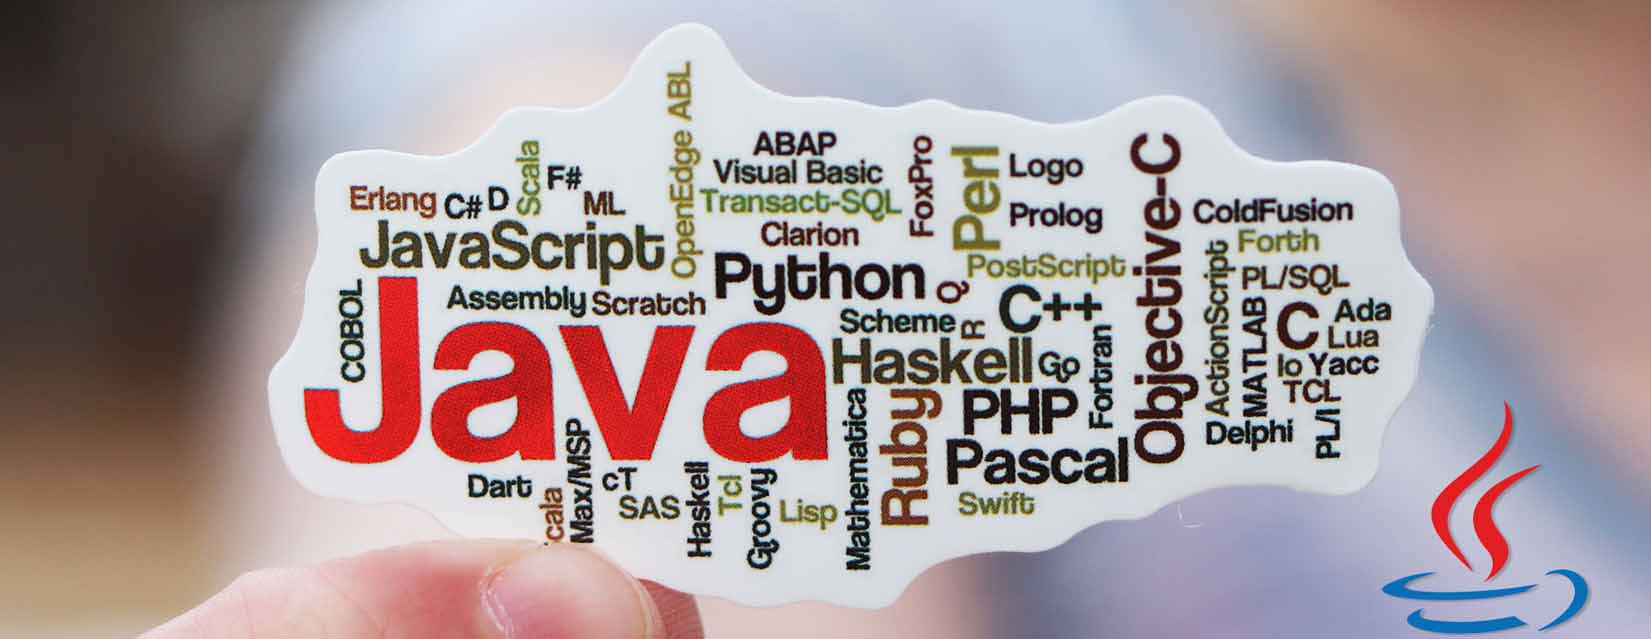 OpenEdge ABL
ABAP
Visual Basic
Transact-SQL
Clarion
FoxPro
Perl
Logo
Prolog
PostScript
Objective-C
ColdFusion
Forth
PL/SQL
ActionScript
MATLAB
C
Ada
Lua
Io Yacc
TCL
PL/I
Delphi
Scala
F#
Erlang
C#
D
ML
JavaScript
Python
Q
C++
COBOL
Assembly
Scratch
Java
Scheme
R
Haskell
Go
Fortran
PHP
Pascal
Ruby
Swift
Mathematica
Dart
cala
Max/MSP
cT
SAS
Haskell
Tcl
Groovy
Lisp